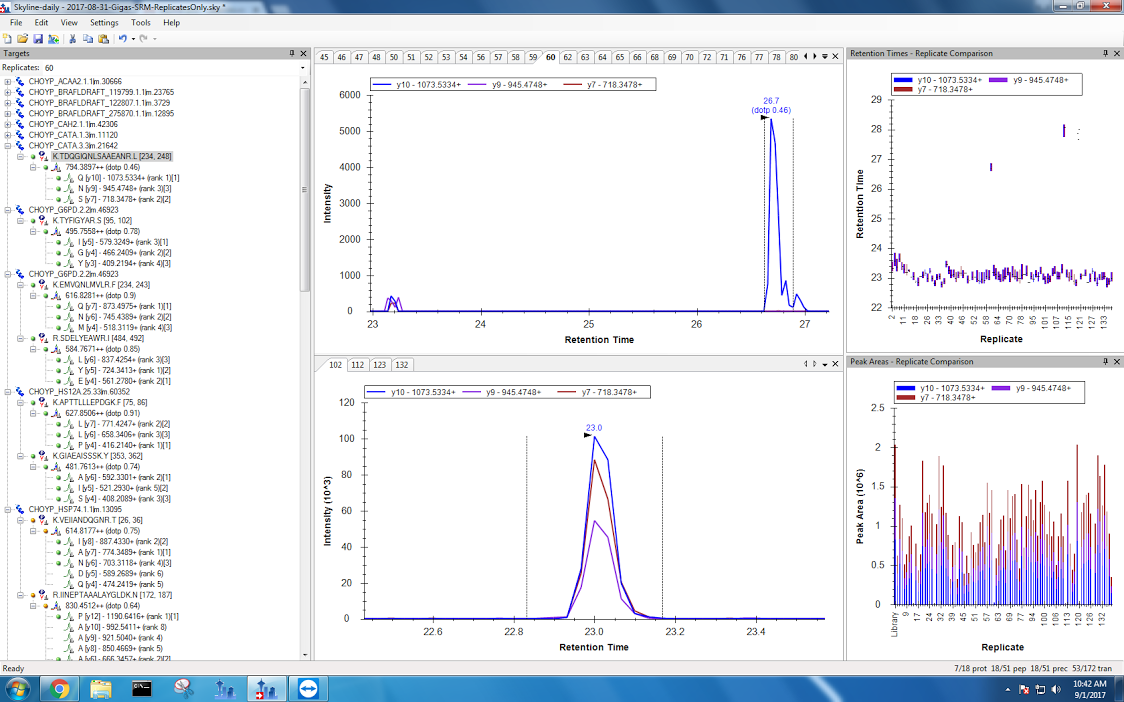 Skyline-daily - 2017-08-31-Gigas-SRM-ReplicatesOnly.sky *
File Edit View Settings Tools Help
Targets
Replicates: 60
CHOYP_ACAA2.1.1|m.30666
CHOYP_BRAFLDRAFT_119799.1.1|m.23765
CHOYP_BRAFLDRAFT_122807.1.1|m.3729
CHOYP_BRAFLDRAFT_275870.1.1|m.12895
CHOYP_CAH2.1.1|m.42306
CHOYP_CATA.1.3|m.11120
CHOYP_CATA.3.3|m.21642
K.TDQGIQNLSAAEANR.L [234, 248]
794.3897++ (dotp 0.46)
Q [y10] - 1073.5334+ (rank 1)[1]
N [y9] - 945.4748+ (rank 3)[3]
S [y7] - 718.3478+ (rank 2)[2]
CHOYP_G6PD.2.2|m.46923
K.TYFIGYAR.S [95, 102]
495.7558++ (dotp 0.78)
I [y5] - 579.3249+ (rank 3)[1]
G [y4] - 466.2409+ (rank 2)[2]
Y [y3] - 409.2194+ (rank 4)[3]
CHOYP_G6PD.2.2|m.46923
K.EMVQNLMVLR.F [234, 243]
616.8281++ (dotp 0.9)
Q [y7] - 873.4975+ (rank 1)[1]
N [y6] - 745.4389+ (rank 2)[2]
M [y4] - 518.3119+ (rank 4)[3]
R.SDELYEAWR.I [484, 492]
584.7671++ (dotp 0.85)
L [y6] - 837.4254+ (rank 3)[3]
Y [y5] - 724.3413+ (rank 1)[2]
E [y4] - 561.2780+ (rank 2)[1]
CHOYP_HS12A.25.33|m.60352
K.APTTLLLEPDGK.F [75, 86]
627.8506++ (dotp 0.91)
L [y7] - 771.4247+ (rank 2)[2]
L [y6] - 658.3406+ (rank 3)[3]
P [y4] - 416.2140+ (rank 1)[1]
K.GIAEAISSSK.Y [353, 362]
481.7613++ (dotp 0.74)
A [y6] - 592.3301+ (rank 2)[1]
I [y5] - 521.2930+ (rank 5)[2]
S [y4] - 408.2089+ (rank 3)[3]
CHOYP_HSP74.1.1|m.13095
K.VEIIANDQGNR.T [26, 36]
614.8177++ (dotp 0.75)
I [y8] - 887.4330+ (rank 2)[2]
A [y7] - 774.3489+ (rank 1)[1]
N [y6] - 703.3118+ (rank 4)[3]
D [y5] - 589.2689+ (rank 6)
Q [y4] - 474.2419+ (rank 5)
R.IINEPTAAALAYGLDK.N [172, 187]
830.4512++ (dotp 0.64)
P [y12] - 1190.6416+ (rank 1)[1]
A [y10] - 992.5411+ (rank 8)
A [y9] - 921.5040+ (rank 4)
A [y8] - 850.4669+ (rank 5)
A [y6] - 666.3457+ (rank 2)[2]
45 46 47 48 50 51 52 53 54 55 56 57 59 60 62 63 64 65 66 68 69 70 72 71 76 77 78 80
y10 - 1073.5334+ y9 - 945.4748+ y7 - 718.3478+
26.7
(dotp 0.46)
6000
5000
4000
3000
2000
1000
0
Intensity
23 24 25 26 27
Retention Time
102 112 123 132
y10 - 1073.5334+ y9 - 945.4748+ y7 - 718.3478+
23.0
120
100
80
60
40
20
0
Intensity (10^3)
22.6 22.8 23.0 23.2 23.4
Retention Time
Retention Times - Replicate Comparison
y10 - 1073.5334+ y9 - 945.4748+
y7 - 718.3478+
29
28
27
26
25
24
23
22
Retention Time
2 11 18 26 33 40 46 52 58 64 72 78 86 95 101 107 115 121 127 133
Replicate
Peak Areas - Replicate Comparison
y10 - 1073.5334+ y9 - 945.4748+
y7 - 718.3478+
2.5
2
1.5
1
0.5
0
Peak Area (10^6)
Library 9 17 24 32 39 45 51 57 63 69 77 84 94 100 106 113 120 126 132
Replicate
Ready
7/18 prot 18/51 pep 18/51 prec 53/172 tran
10:42 AM
9/1/2017